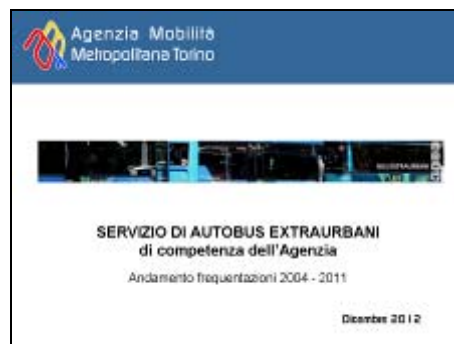 Agenzia Mobilità
Metropolitana Torino
SERVIZIO DI AUTOBUS EXTRAURBANI
di competenza dell'Agenzia
Andamento frequentazioni 2004 - 2011
Dicembre 2012